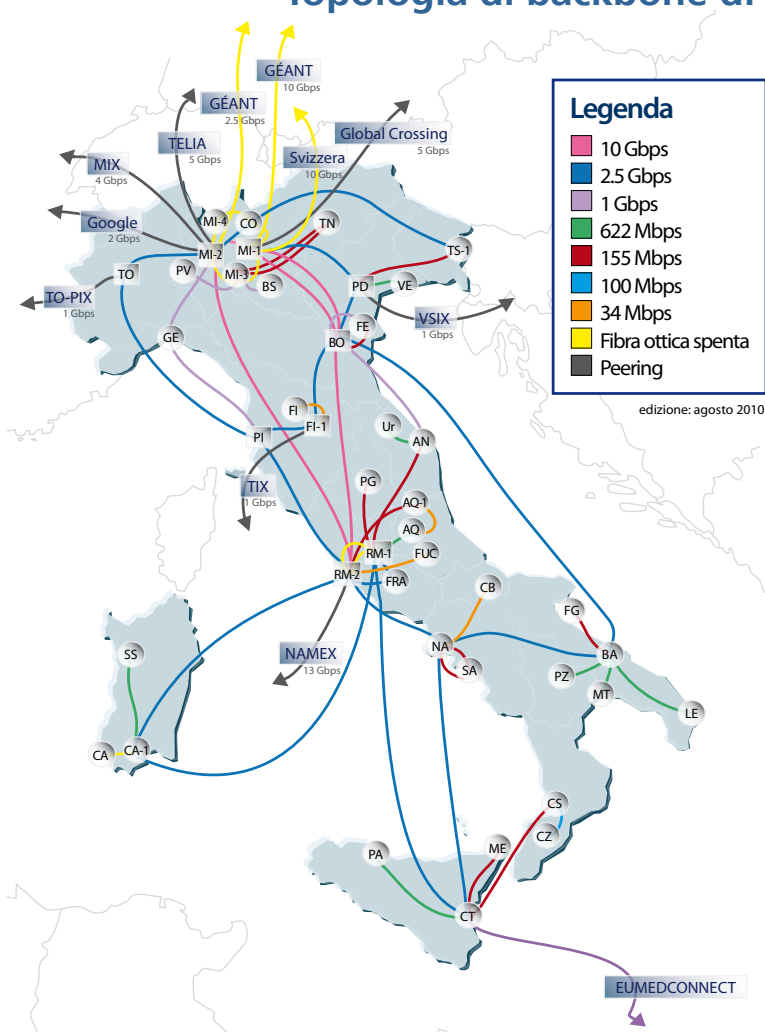 Topologia di backbone di
GÉANT
10 Gbps
GÉANT
2.5 Gbps
TELIA
5 Gbps
Global Crossing
5 Gbps
Svizzera
10 Gbps
MIX
4 Gbps
Google
2 Gbps
TO-PIX
1 Gbps
VSIX
1 Gbps
TIX
1 Gbps
NAMEX
13 Gbps
EUMEDCONNECT
Legenda
10 Gbps
2.5 Gbps
1 Gbps
622 Mbps
155 Mbps
100 Mbps
34 Mbps
Fibra ottica spenta
Peering
edizione: agosto 2010
MI-4
CO
TN
MI-2
MI-1
TS-1
TO
PV
MI-3
BS
PD
VE
GE
FE
BO
FI
FI-1
PI
Ur
AN
PG
AQ-1
AQ
RM-1
FUC
RM-2
FRA
CB
FG
NA
SA
BA
PZ
MT
LE
SS
CA
CA-1
CS
CZ
PA
ME
CT